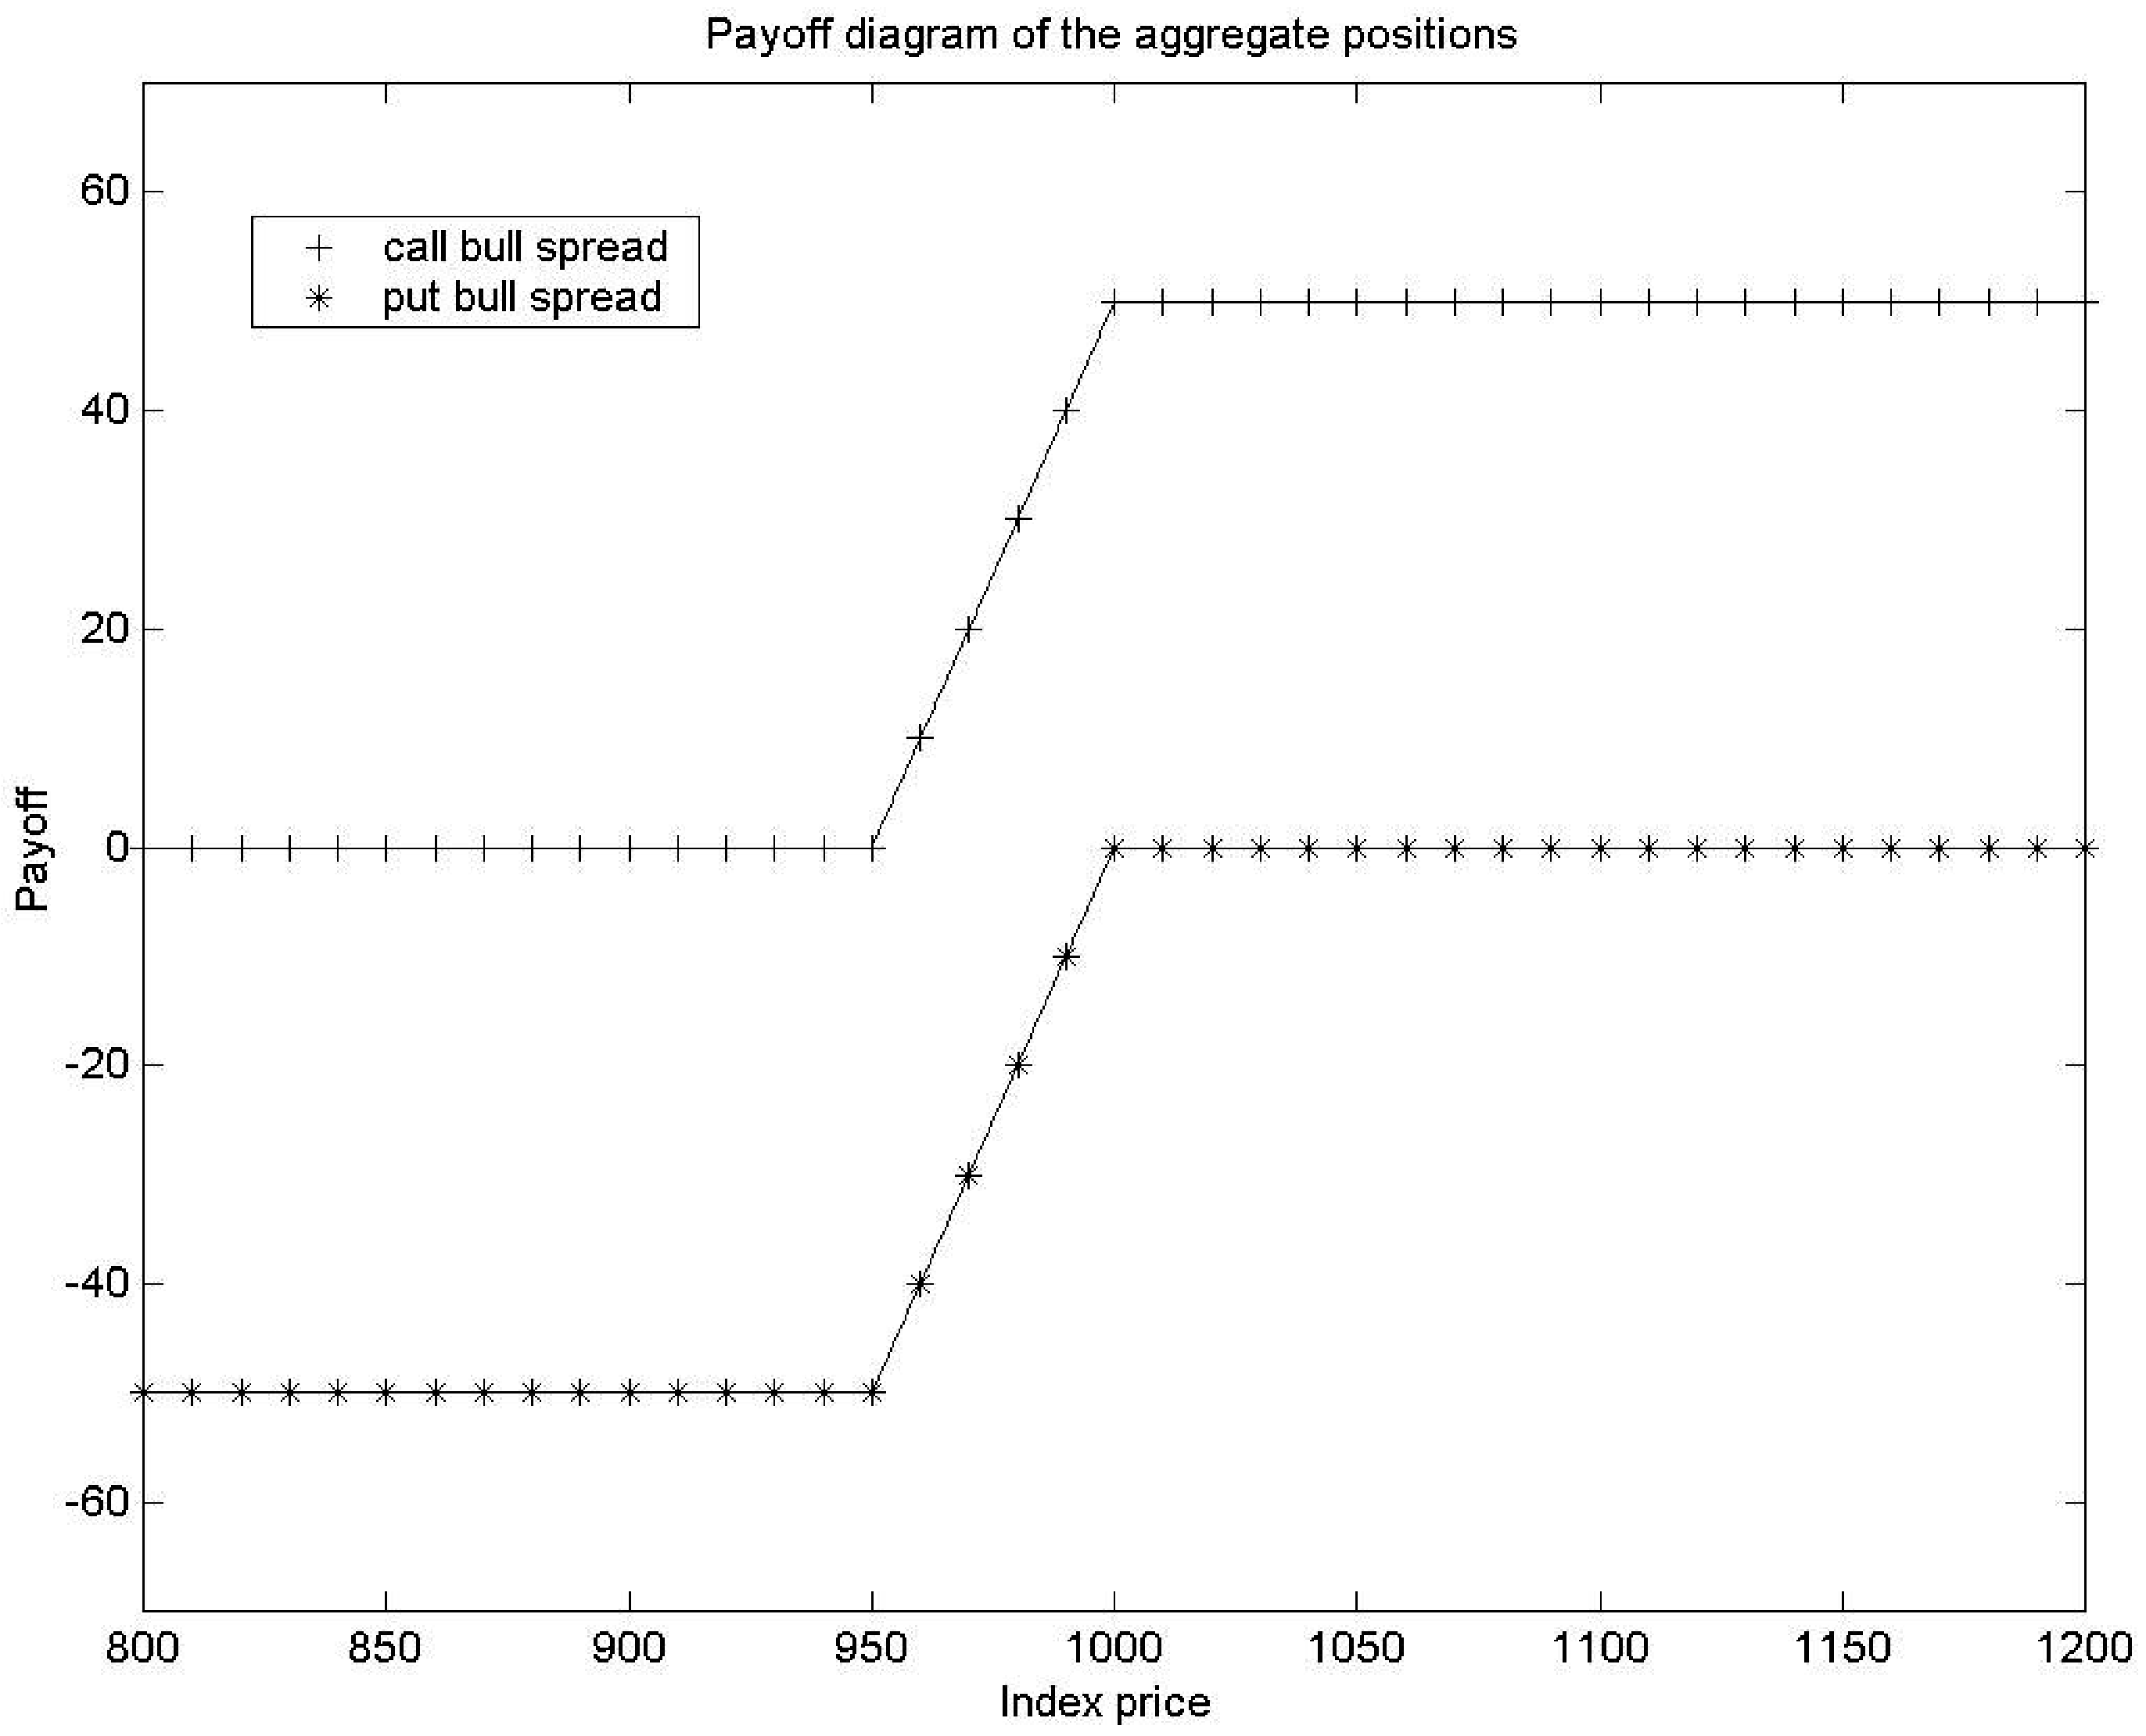 Payoff diagram of the aggregate positions
60
call bull spread
put bull spread
40
20
0
Payoff
-20
-40
-60
800 850 900 950 1000 1050 1100 1150 1200
Index price